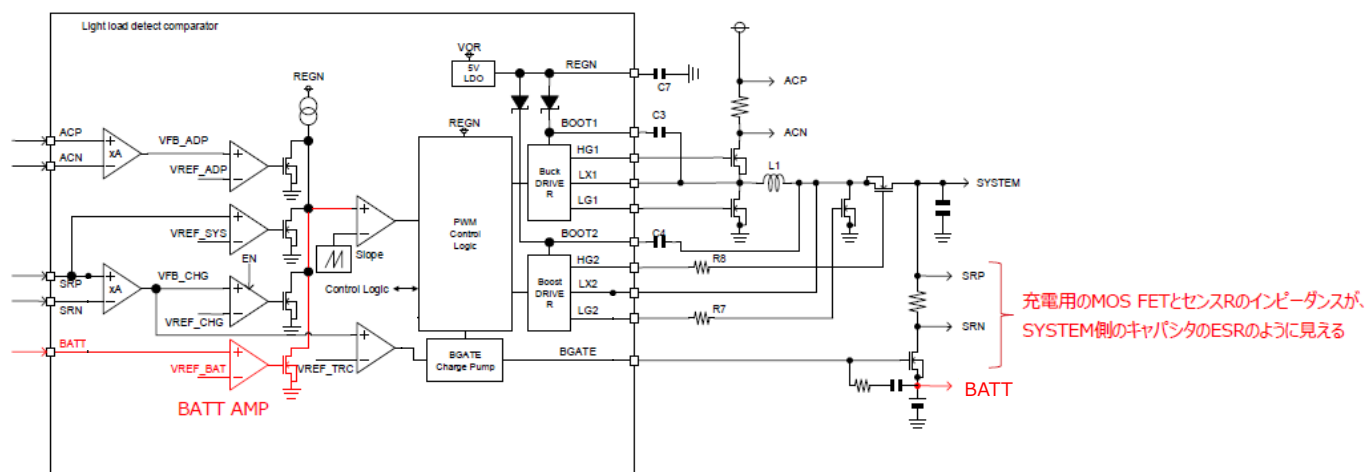 Light load detect comparator
VOR
5V
LDO
REGN
C7
REGN
ACP
ACN
xA
VFB_ADP
VREF_ADP
VREF_SYS
EN
SRP
SRN
xA
VFB_CHG
VREF_CHG
BATT
VREF_BAT
BATT AMP
Slope
Control Logic
VREF_TRC
REGN
PWM
Control
Logic
BGATE
Charge Pump
BOOT1
C3
HG1
Buck
DRIVE
R
LX1
LG1
BOOT2
C4
HG2
Boost
DRIVE
R
LX2
LG2
R8
R7
BGATE
ACP
ACN
L1
SYSTEM
SRP
SRN
BATT
充電用のMOS FETとセンスRのインピーダンスが、
SYSTEM側のキャパシタのESRのように見える